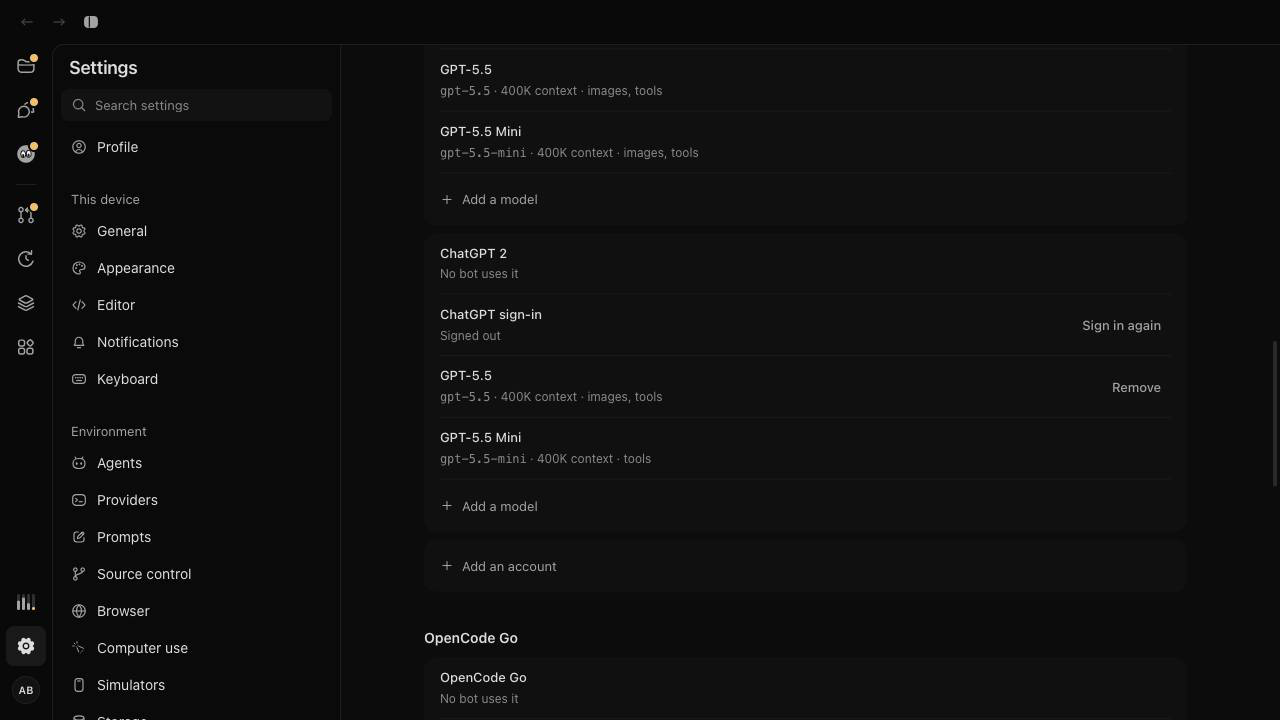 Settings
Search settings
Profile
This device
General
Appearance
Editor
Notifications
Keyboard
Environment
Agents
Providers
Prompts
Source control
Browser
Computer use
Simulators
AB
GPT-5.5
gpt-5.5 · 400K context · images, tools
GPT-5.5 Mini
gpt-5.5-mini · 400K context · images, tools
Add a model
ChatGPT 2
No bot uses it
ChatGPT sign-in
Signed out
Sign in again
GPT-5.5
gpt-5.5 · 400K context · images, tools
Remove
GPT-5.5 Mini
gpt-5.5-mini · 400K context · tools
Add a model
Add an account
OpenCode Go
OpenCode Go
No bot uses it